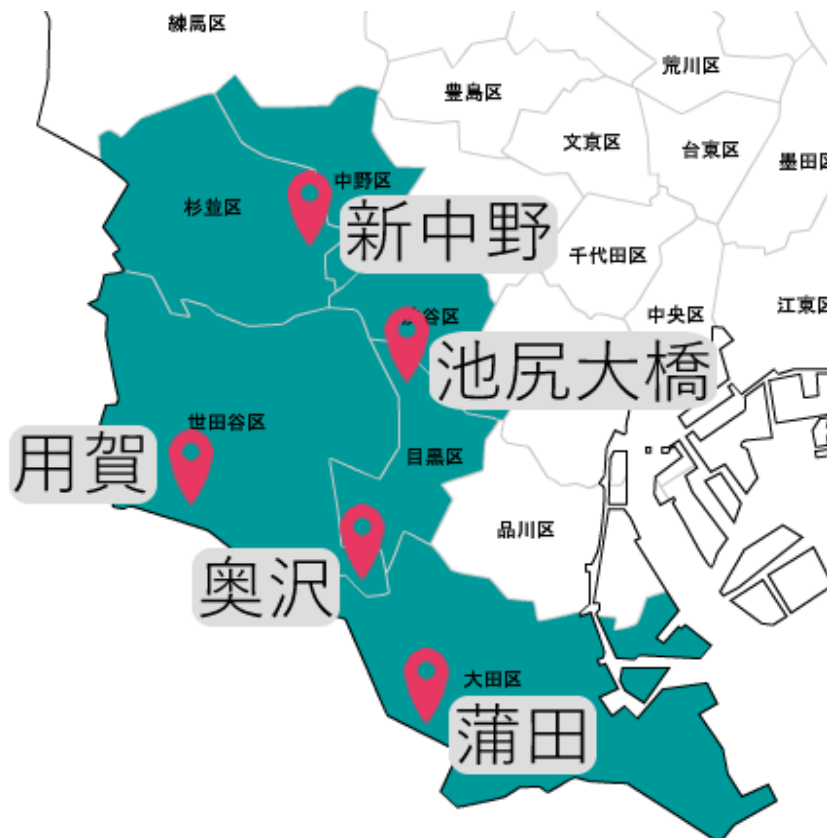 練馬区
荒川区
豊島区
文京区
台東区
墨田区
中野区
杉並区
新中野
千代田区
渋谷区
中央区
江東区
池尻大橋
世田谷区
用賀
目黒区
品川区
奥沢
大田区
蒲田